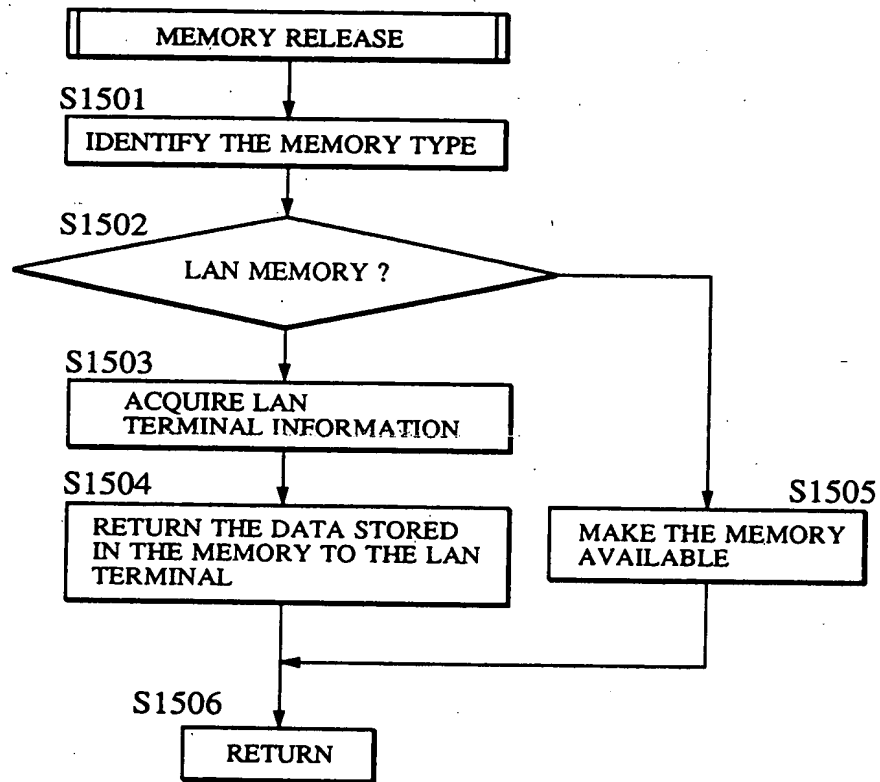 MEMORY RELEASE
S1501
IDENTIFY THE MEMORY TYPE
S1502
LAN MEMORY ?
S1503
ACQUIRE LAN
TERMINAL INFORMATION
S1504
RETURN THE DATA STORED
IN THE MEMORY TO THE LAN
TERMINAL
S1505
MAKE THE MEMORY
AVAILABLE
S1506
RETURN